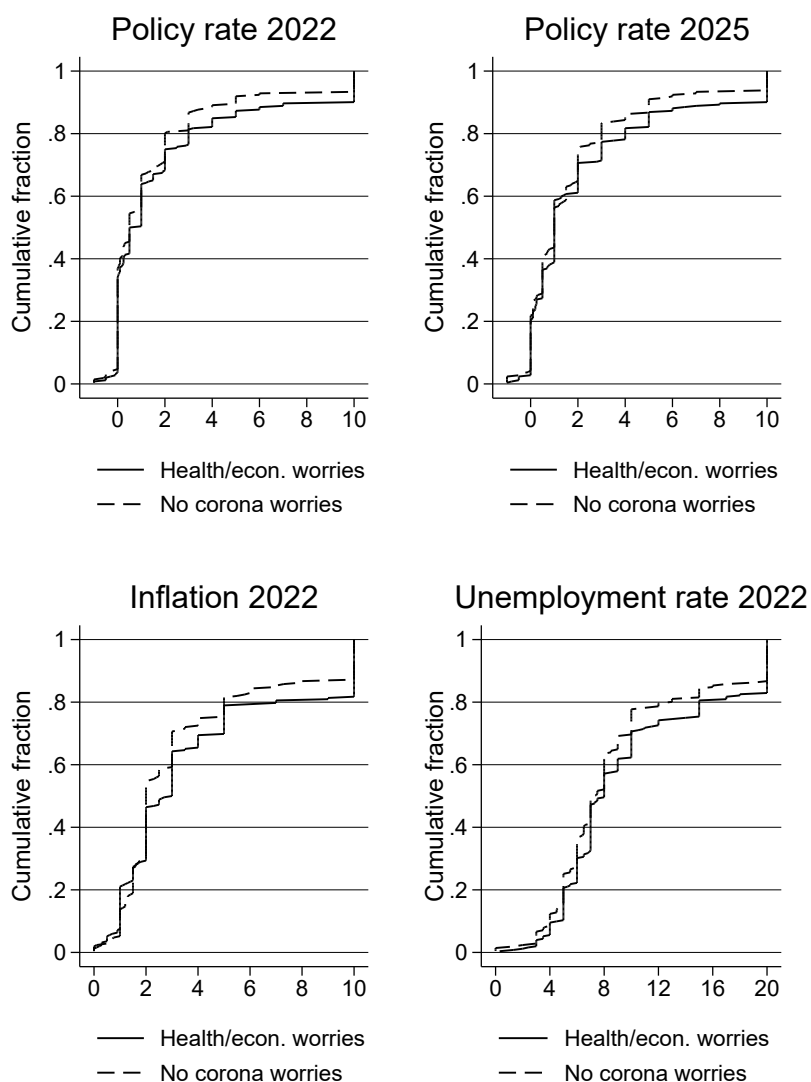 Policy rate 2022
Cumulative fraction
1
.8
.6
.4
.2
0
0 2 4 6 8 10
Health/econ. worries
No corona worries
Policy rate 2025
Cumulative fraction
1
.8
.6
.4
.2
0
0 2 4 6 8 10
Health/econ. worries
No corona worries
Inflation 2022
Cumulative fraction
1
.8
.6
.4
.2
0
0 2 4 6 8 10
Health/econ. worries
No corona worries
Unemployment rate 2022
Cumulative fraction
1
.8
.6
.4
.2
0
0 4 8 12 16 20
Health/econ. worries
No corona worries